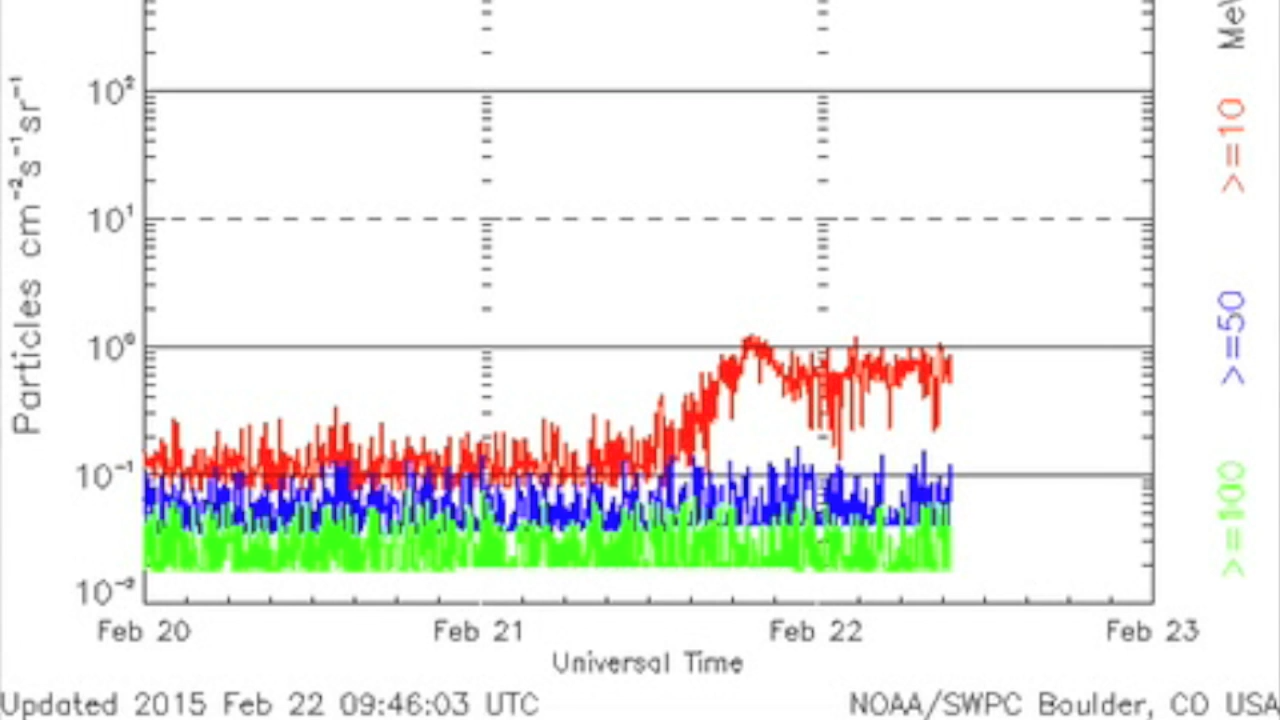 Particles cm⁻²s⁻¹sr⁻¹
10²
10¹
10⁰
10⁻¹
10⁻²
Feb 20 Feb 21 Feb 22 Feb 23
Universal Time
Updated 2015 Feb 22 09:46:03 UTC
NOAA/SWPC Boulder, CO USA
MeV
>=10
>=50
>=100